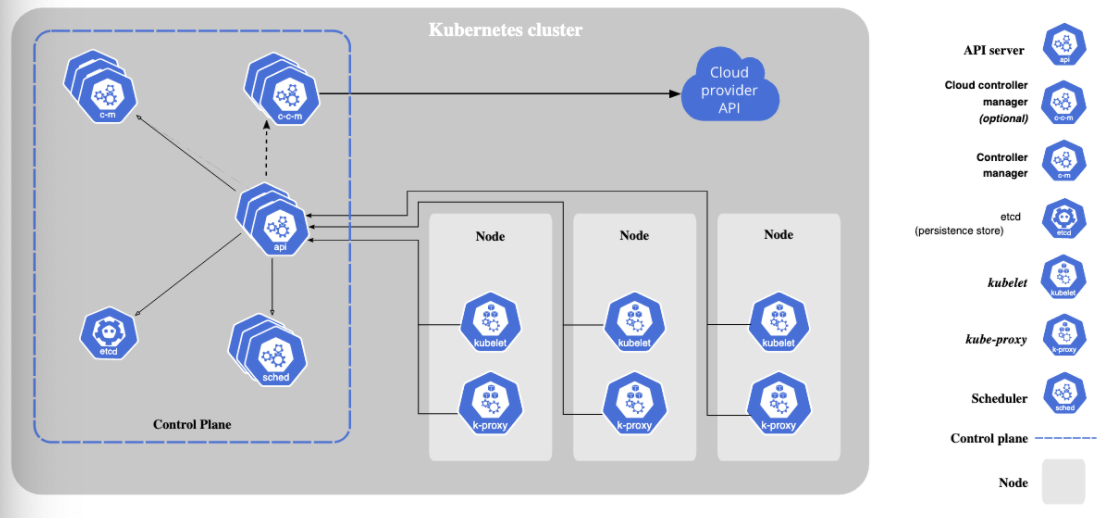 Kubernetes cluster
c-m
c-c-m
Cloud
provider
API
api
etcd
sched
Control Plane
Node
kubelet
k-proxy
Node
kubelet
k-proxy
Node
kubelet
k-proxy
API server
api
Cloud controller
manager
(optional)
c-c-m
Controller
manager
c-m
etcd
(persistence store)
etcd
kubelet
kubelet
kube-proxy
k-proxy
Scheduler
sched
Control plane
Node